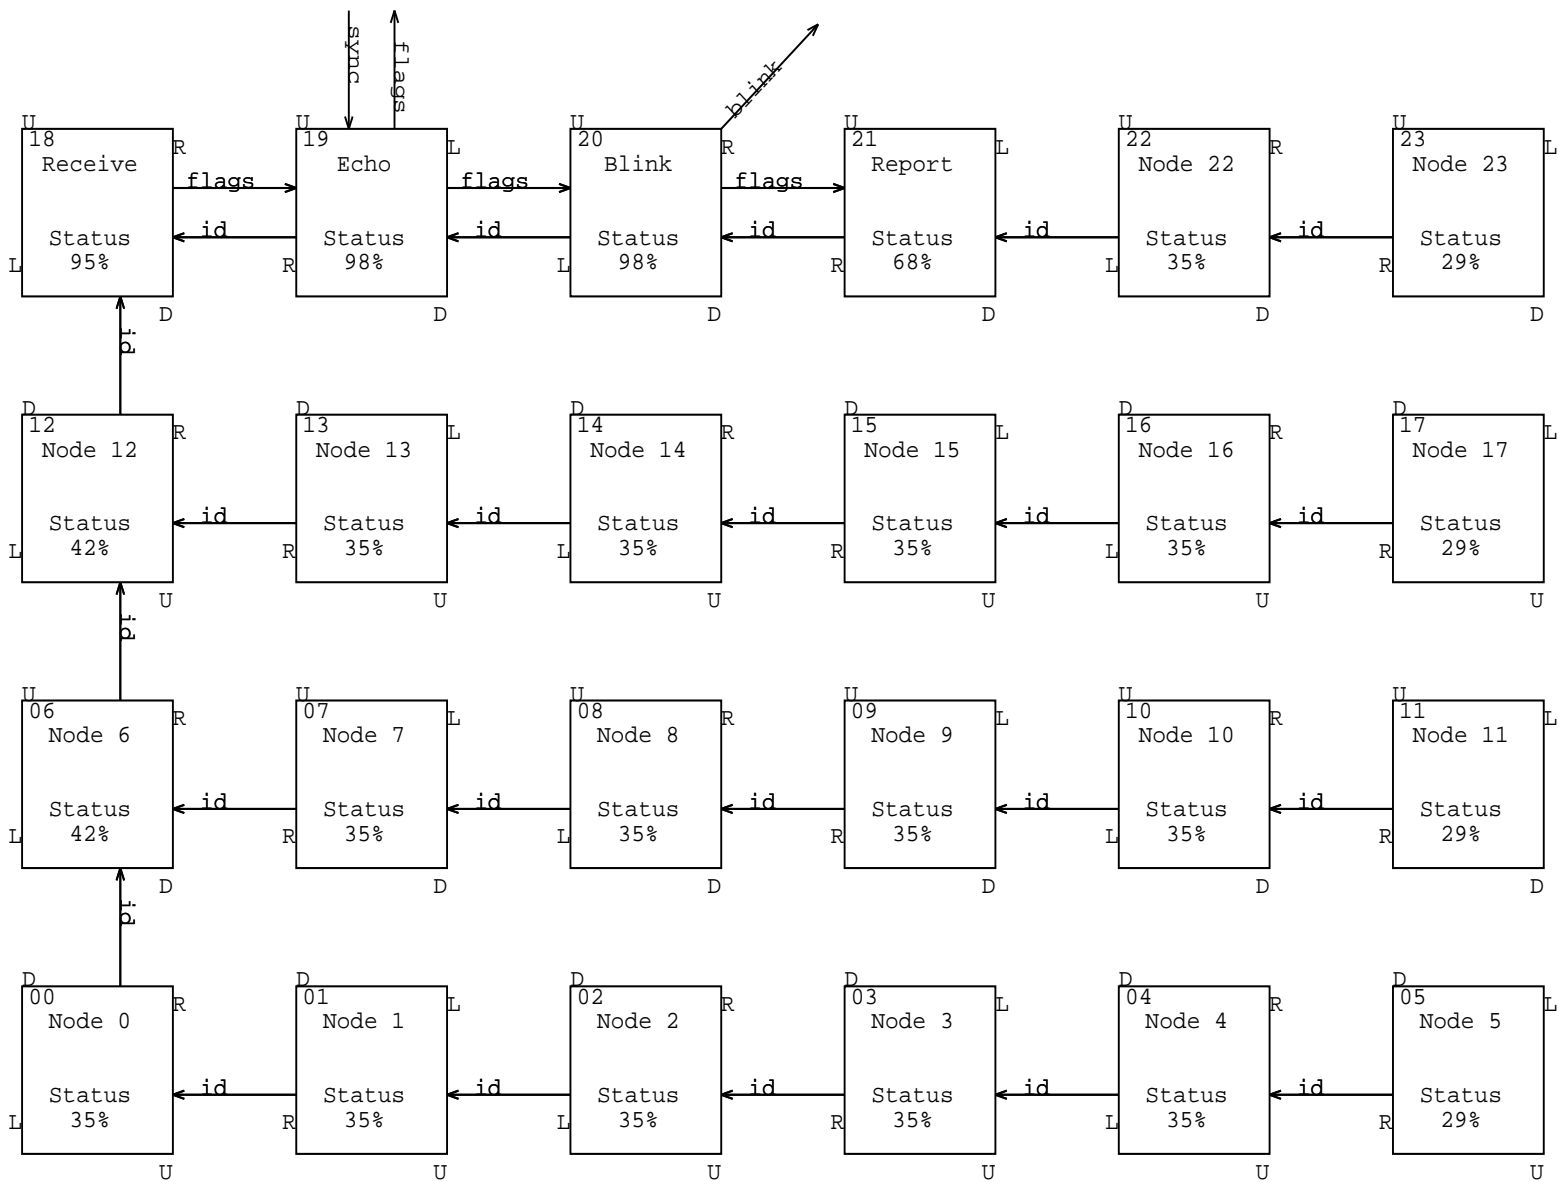 sync flags blink
U U U U U U
18 19 20 21 22 23
R L R L R L
Receive Echo Blink Report Node 22 Node 23
flags flags flags
id id id id id
Status Status Status Status Status Status
95% 98% 98% 68% 35% 29%
L R L R L R
D D D D D D
id
D D D D D D
12 13 14 15 16 17
R L R L R L
Node 12 Node 13 Node 14 Node 15 Node 16 Node 17
id id id id id
Status Status Status Status Status Status
42% 35% 35% 35% 35% 29%
L R L R L R
U U U U U U
id
U U U U U U
06 07 08 09 10 11
R L R L R L
Node 6 Node 7 Node 8 Node 9 Node 10 Node 11
id id id id id
Status Status Status Status Status Status
42% 35% 35% 35% 35% 29%
L R L R L R
D D D D D D
id
D D D D D D
00 01 02 03 04 05
R L R L R L
Node 0 Node 1 Node 2 Node 3 Node 4 Node 5
id id id id id
Status Status Status Status Status Status
35% 35% 35% 35% 35% 29%
L R L R L R
U U U U U U